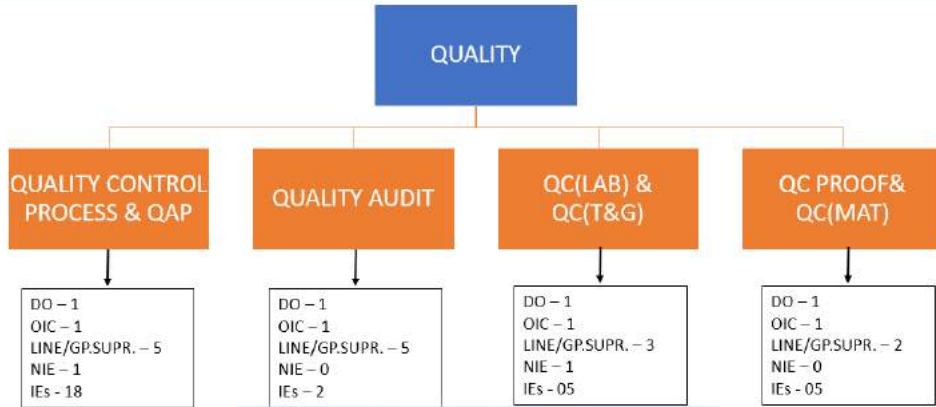 QUALITY
QUALITY CONTROL
PROCESS & QAP
QUALITY AUDIT
QC(LAB) &
QC(T&G)
QC PROOF&
QC(MAT)
DO – 1
OIC – 1
LINE/GP.SUPR. – 5
NIE – 1
IEs - 18
DO – 1
OIC – 1
LINE/GP.SUPR. – 5
NIE – 0
IEs – 2
DO – 1
OIC – 1
LINE/GP.SUPR. – 3
NIE – 1
IEs - 05
DO – 1
OIC – 1
LINE/GP.SUPR. – 2
NIE – 0
IEs - 05